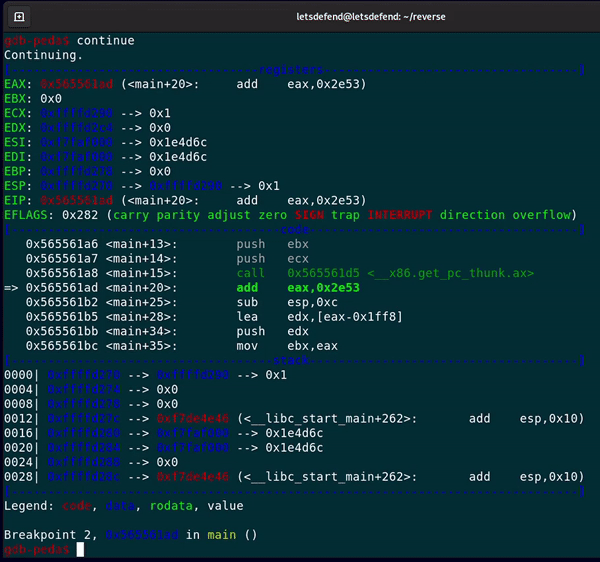 letsdefend@letsdefend: ~/reverse
gdb-peda$ continue
Continuing.
[----------------------------------registers-----------------------------------]
EAX: 0x565561ad (<main+20>: add eax,0x2e53)
EBX: 0x0
ECX: 0xffffd290 --> 0x1
EDX: 0xffffd2c4 --> 0x0
ESI: 0xf7faf000 --> 0x1e4d6c
EDI: 0xf7faf000 --> 0x1e4d6c
EBP: 0xffffd278 --> 0x0
ESP: 0xffffd270 --> 0xffffd290 --> 0x1
EIP: 0x565561ad (<main+20>: add eax,0x2e53)
EFLAGS: 0x282 (carry parity adjust zero SIGN trap INTERRUPT direction overflow)
[-------------------------------------code-------------------------------------]
0x565561a6 <main+13>: push ebx
0x565561a7 <main+14>: push ecx
0x565561a8 <main+15>: call 0x565561d5 <__x86.get_pc_thunk.ax>
=> 0x565561ad <main+20>: add eax,0x2e53
0x565561b2 <main+25>: sub esp,0xc
0x565561b5 <main+28>: lea edx,[eax-0x1ff8]
0x565561bb <main+34>: push edx
0x565561bc <main+35>: mov ebx,eax
[------------------------------------stack-------------------------------------]
0000| 0xffffd270 --> 0xffffd290 --> 0x1
0004| 0xffffd274 --> 0x0
0008| 0xffffd278 --> 0x0
0012| 0xffffd27c --> 0xf7de4e46 (<__libc_start_main+262>: add esp,0x10)
0016| 0xffffd280 --> 0xf7faf000 --> 0x1e4d6c
0020| 0xffffd284 --> 0xf7faf000 --> 0x1e4d6c
0024| 0xffffd288 --> 0x0
0028| 0xffffd28c --> 0xf7de4e46 (<__libc_start_main+262>: add esp,0x10)
[------------------------------------------------------------------------------]
Legend: code, data, rodata, value
Breakpoint 2, 0x565561ad in main ()
gdb-peda$